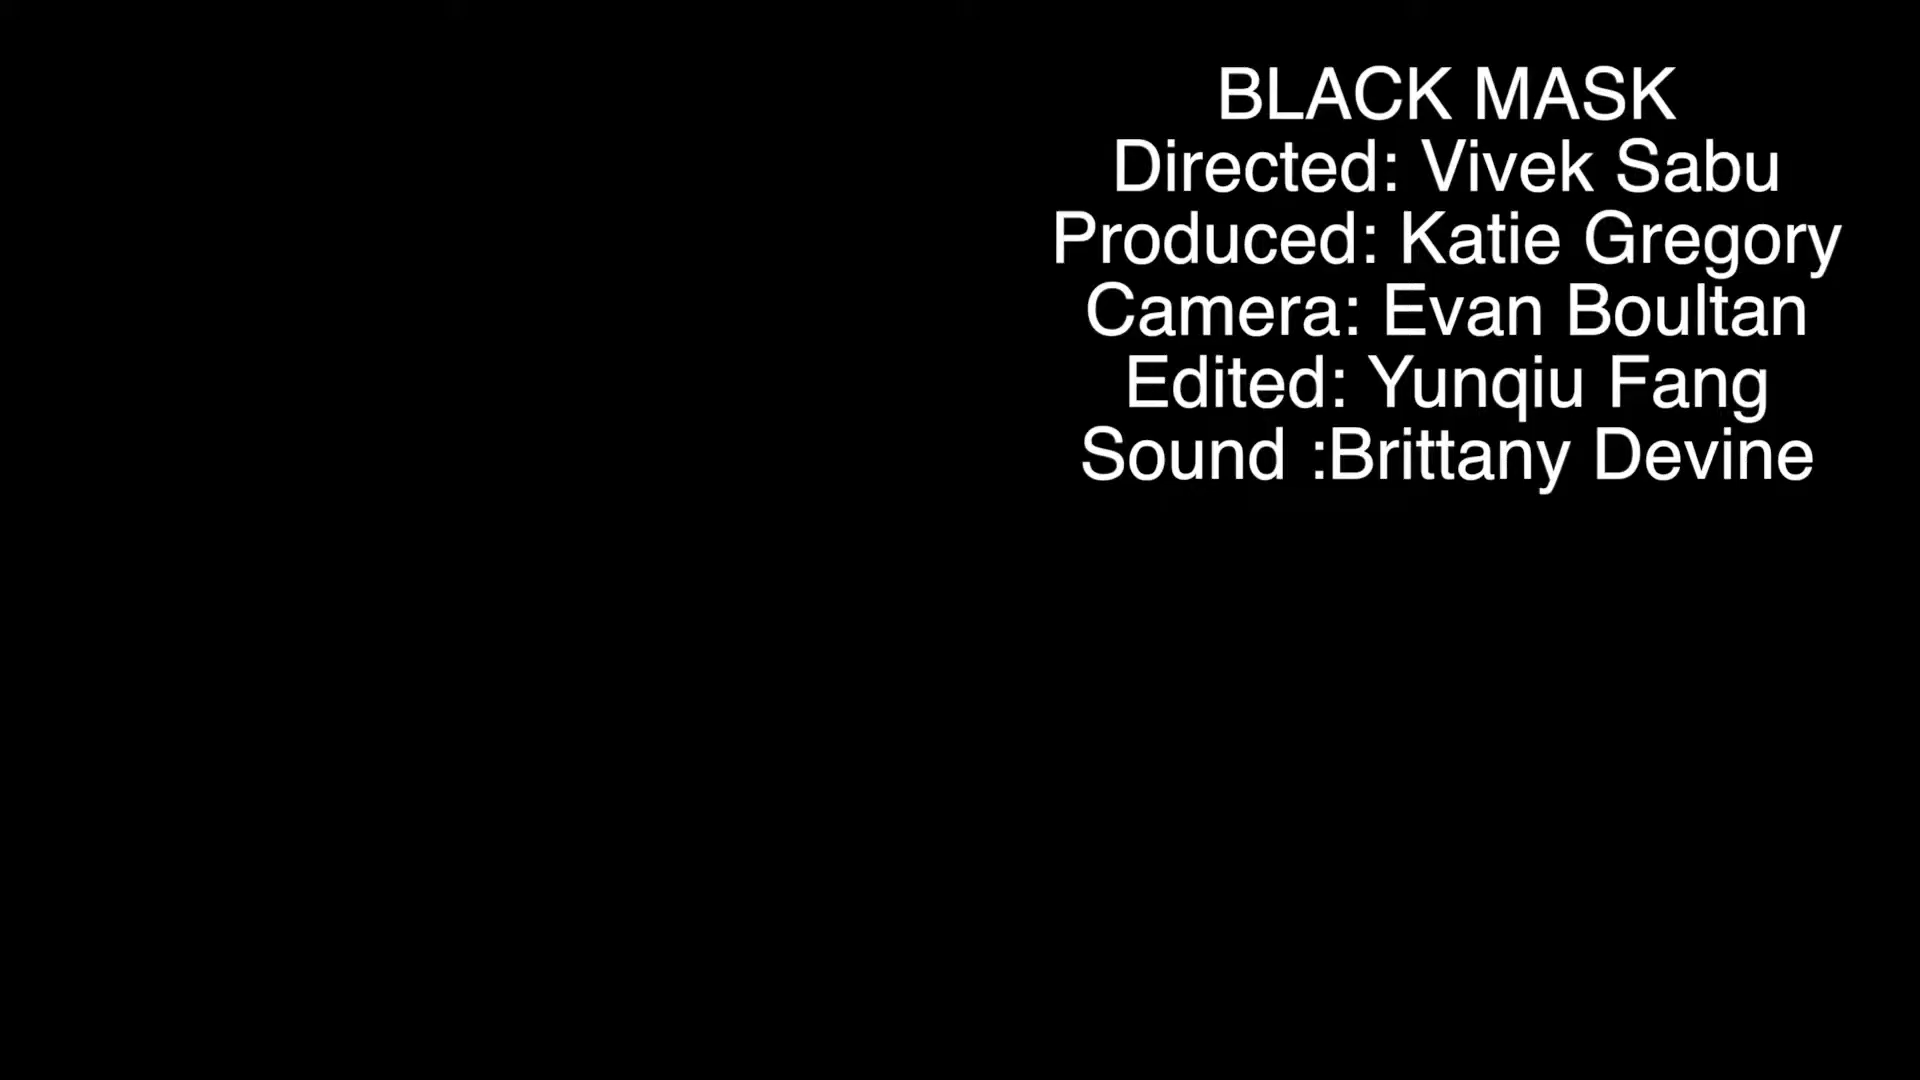 BLACK MASK
Directed: Vivek Sabu
Produced: Katie Gregory
Camera: Evan Boultan
Edited: Yunqiu Fang
Sound :Brittany Devine